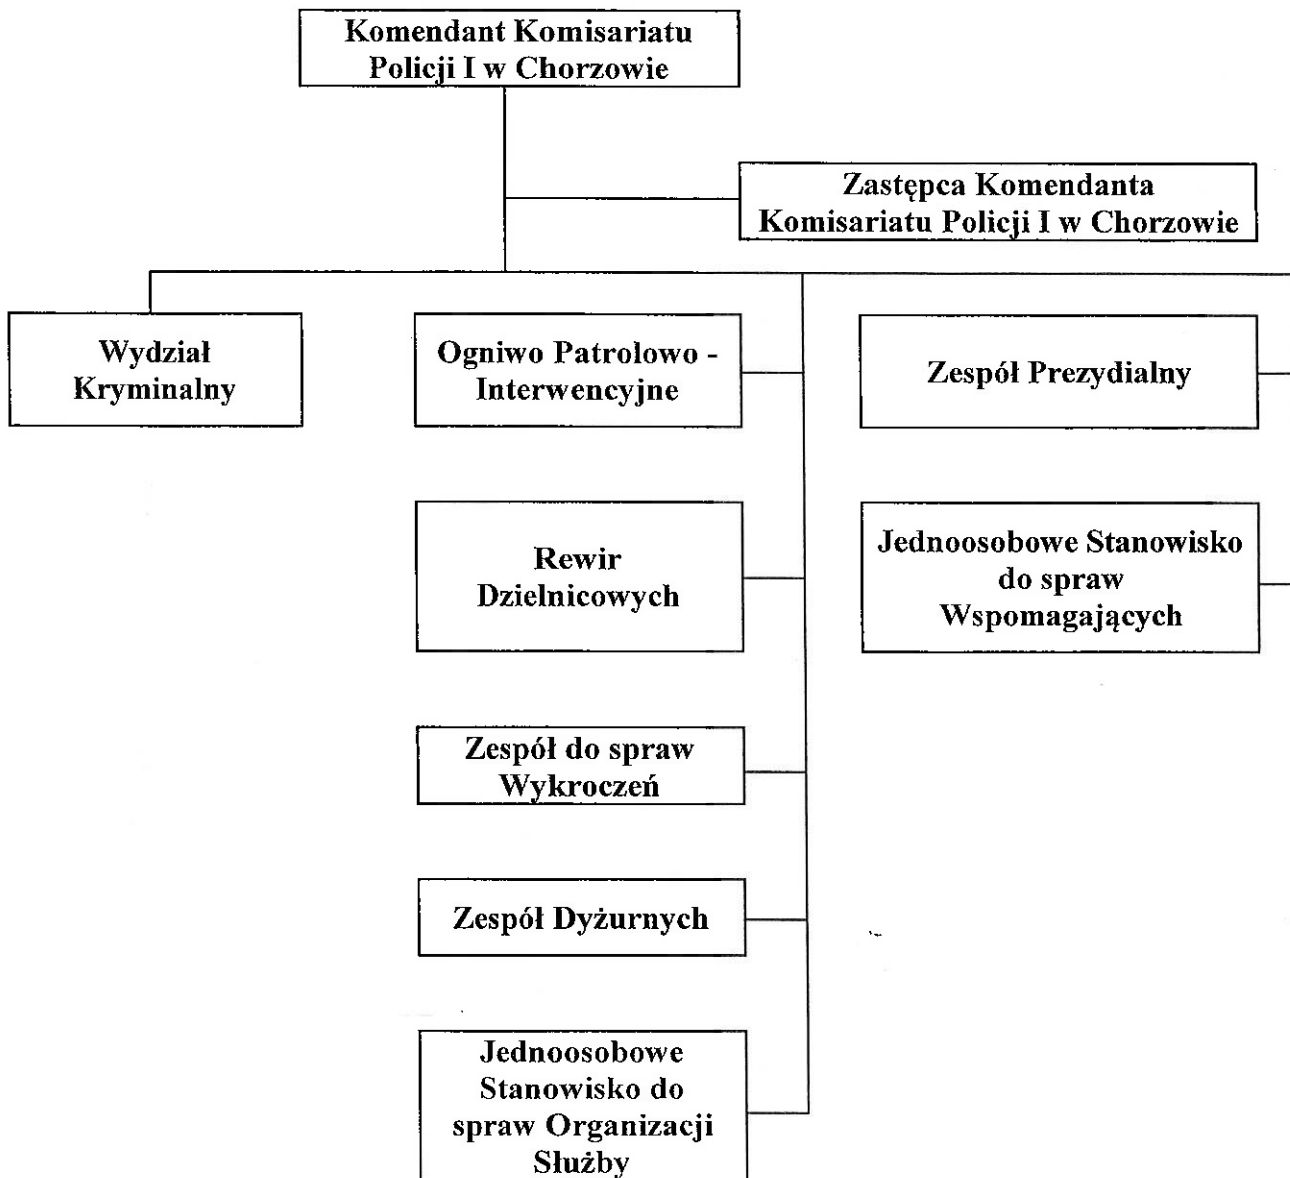 Komendant Komisariatu
Policji I w Chorzowie
Zastępca Komendanta
Komisariatu Policji I w Chorzowie
Wydział
Kryminalny
Ogniwo Patrolowo -
Interwencyjne
Zespół Prezydialny
Rewir
Dzielnicowych
Jednoosobowe Stanowisko
do spraw
Wspomagających
Zespół do spraw
Wykroczeń
Zespół Dyżurnych
Jednoosobowe
Stanowisko do
spraw Organizacji
Służby